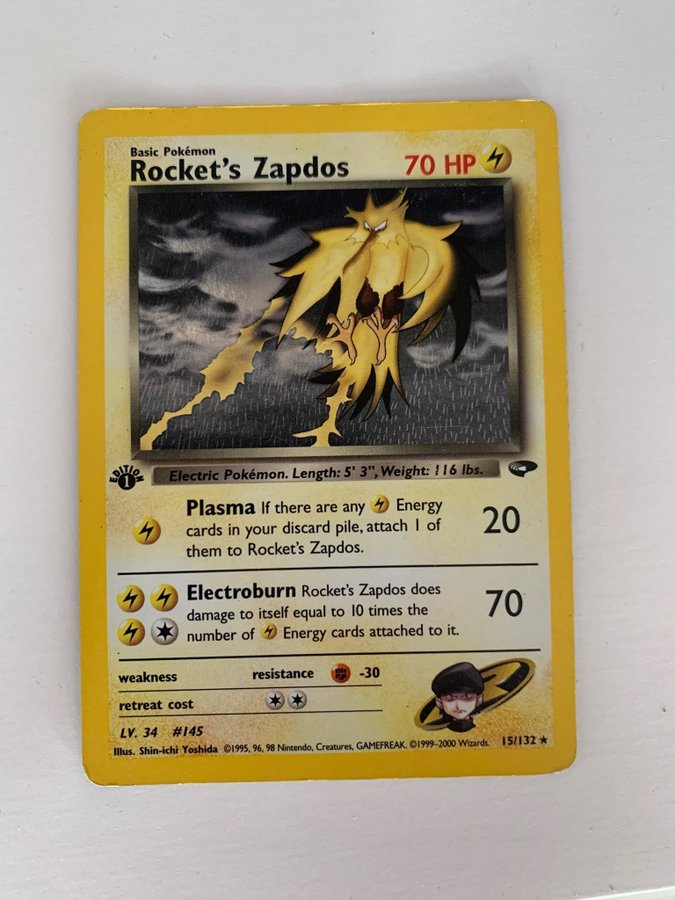 Basic Pokémon
Rocket's Zapdos 70 HP
Electric Pokémon. Length: 5' 3", Weight: 116 lbs.
EDITION
1
Plasma If there are any Energy
cards in your discard pile, attach 1 of
them to Rocket's Zapdos.
20
Electroburn Rocket's Zapdos does
damage to itself equal to 10 times the
number of Energy cards attached to it.
70
weakness resistance -30
retreat cost
LV. 34 #145
Illus. Shin-ichi Yoshida ©1995, 96, 98 Nintendo, Creatures, GAMEFREAK. ©1999-2000 Wizards. 15/132 ★